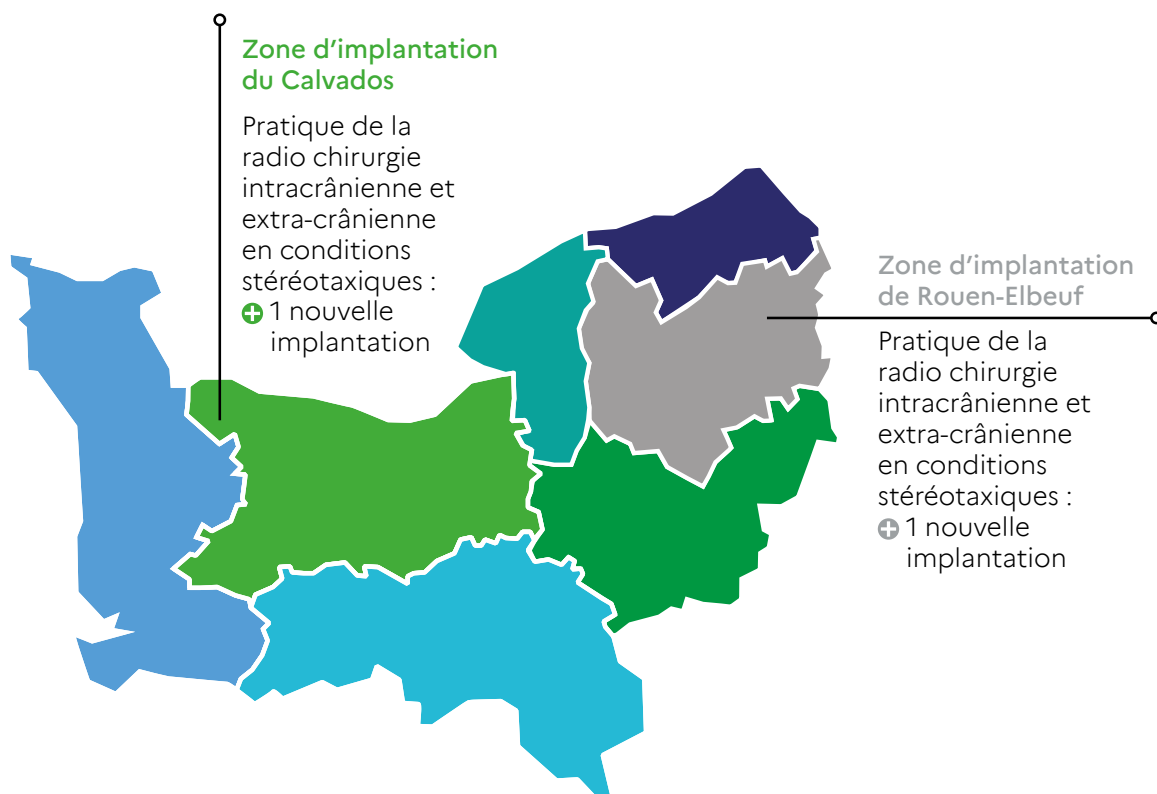 Zone d'implantation
du Calvados
Pratique de la
radio chirurgie
intracrânienne et
extra-crânienne
en conditions
stéréotaxiques :
+ 1 nouvelle
implantation
Zone d'implantation
de Rouen-Elbeuf
Pratique de la
radio chirurgie
intracrânienne et
extra-crânienne
en conditions
stéréotaxiques :
+ 1 nouvelle
implantation